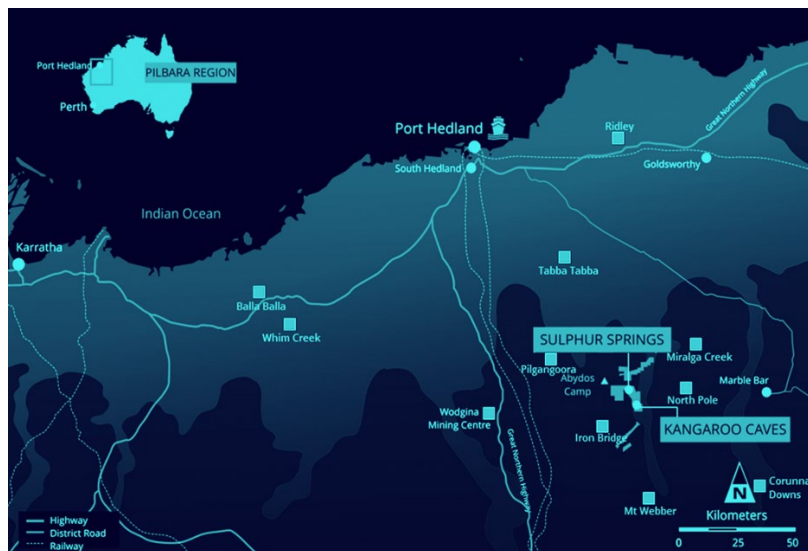 Port Hedland
PILBARA REGION
Perth
Port Hedland
Ridley
Great Northern Highway
South Hedland
Goldsworthy
Indian Ocean
Karratha
Tabba Tabba
Balla Balla
Whim Creek
SULPHUR SPRINGS
Pilgangoora
Miralga Creek
Abydos
Camp
Marble Bar
North Pole
Wodgina
Mining Centre
Iron Bridge
KANGAROO CAVES
Great Northern Highway
Corunna
Downs
Mt Webber
N
Kilometers
0 25 50
Highway
District Road
Railway